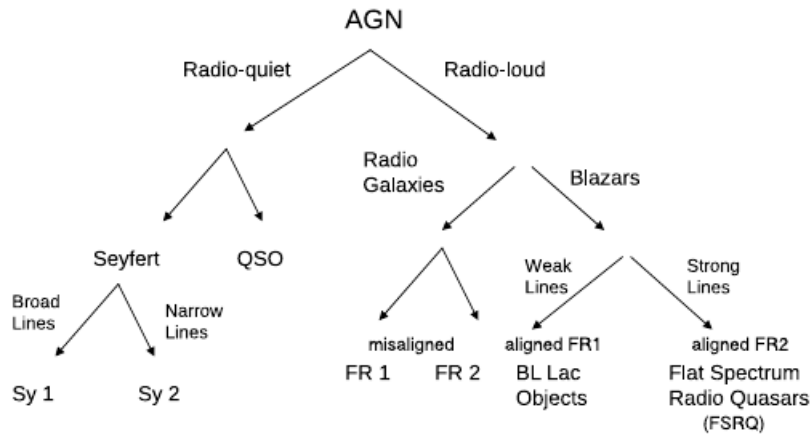 AGN
Radio-quiet
Radio-loud
Radio
Galaxies
Blazars
Seyfert
QSO
Weak
Lines
Strong
Lines
Broad
Lines
Narrow
Lines
misaligned
aligned FR1
aligned FR2
Sy 1
Sy 2
FR 1
FR 2
BL Lac
Objects
Flat Spectrum
Radio Quasars
(FSRQ)